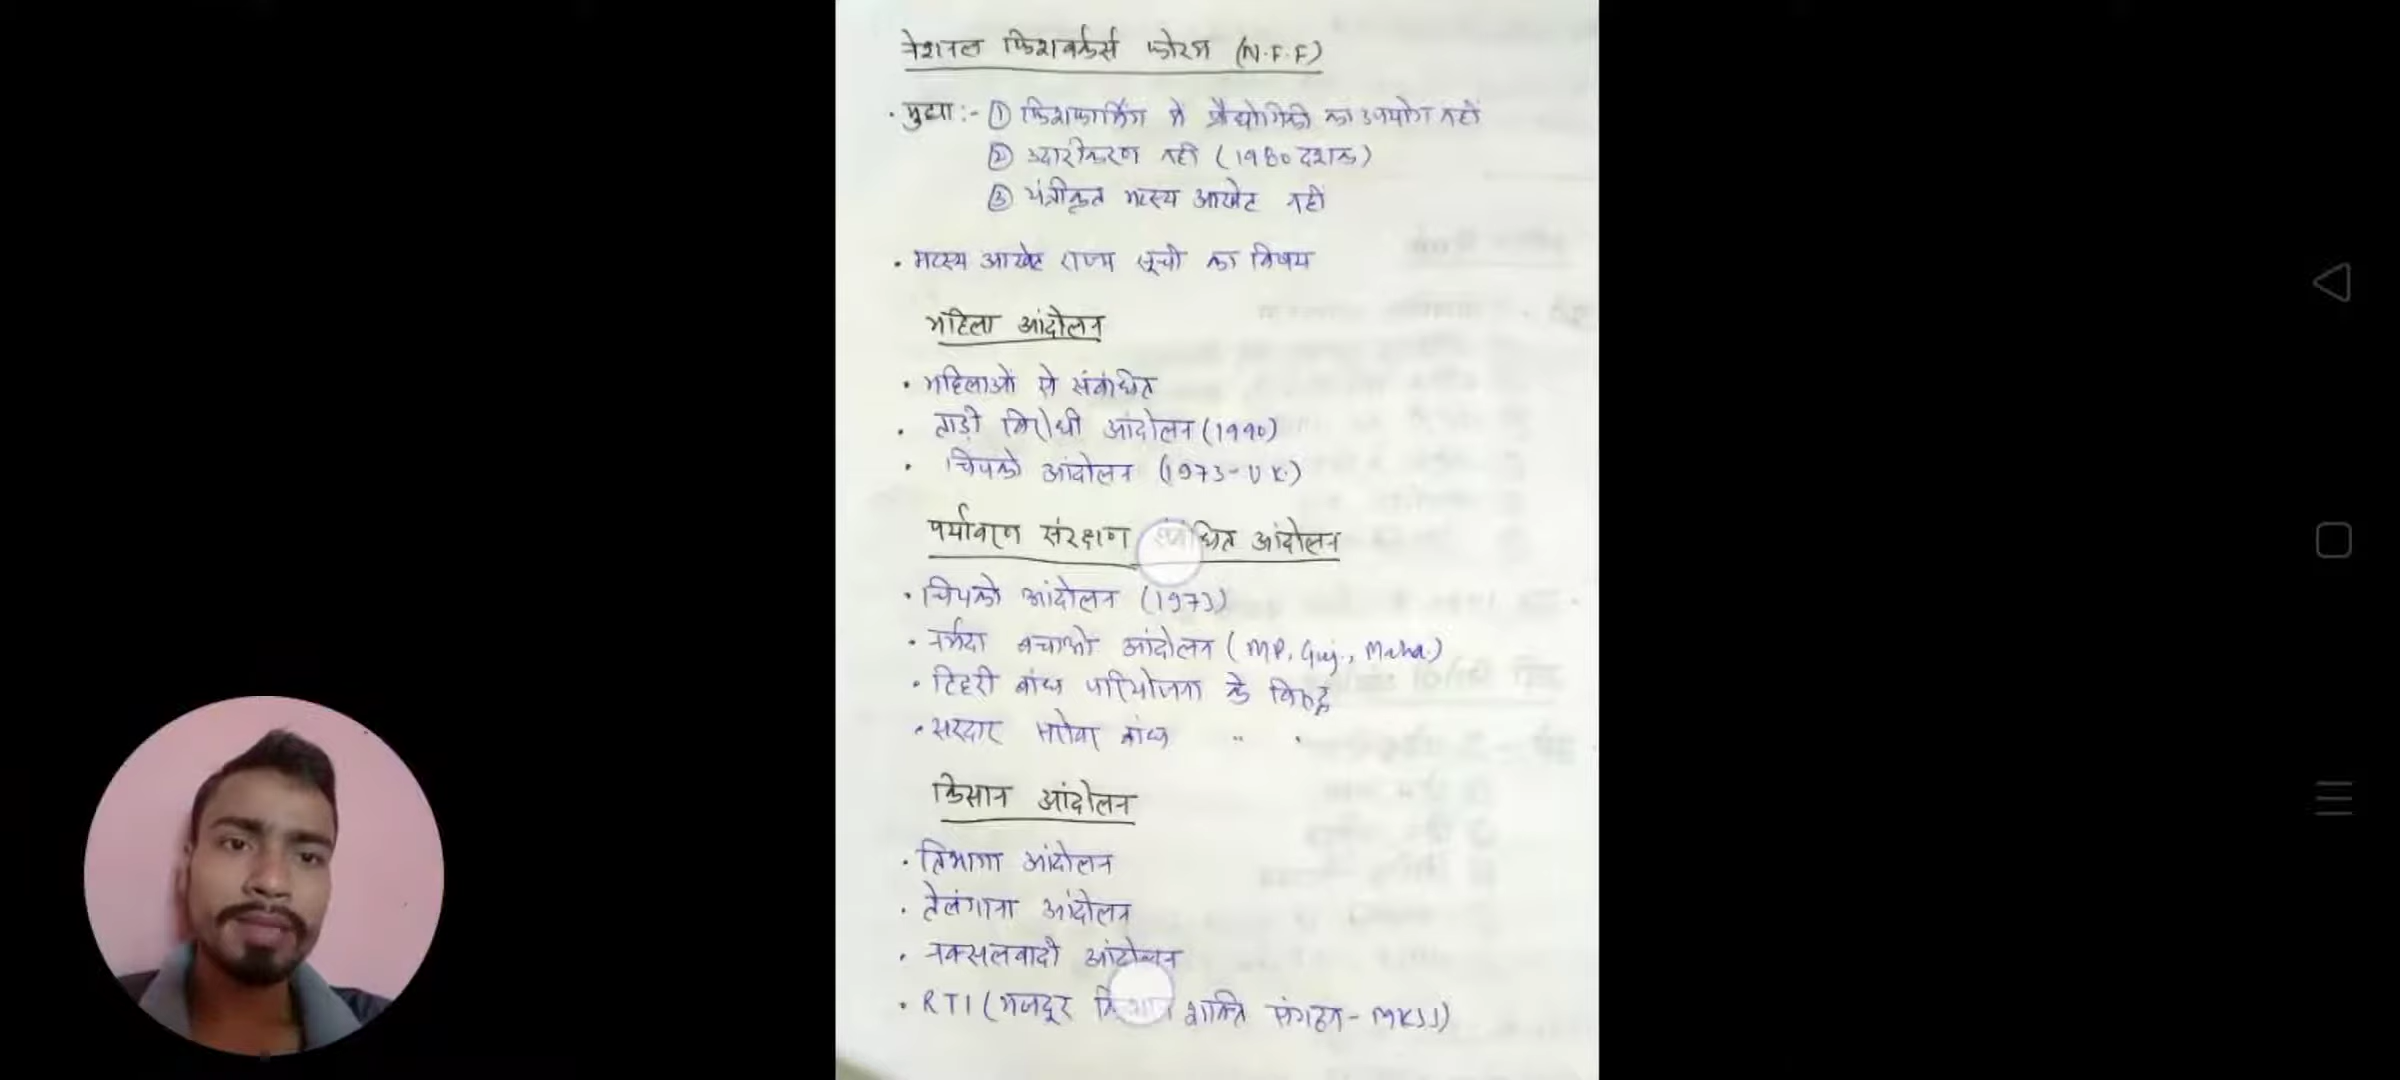 नेशनल फिशवर्कर्स फोरम (N.F.F)
• मुद्दा :- ① फिशफार्मिंग में प्रौद्योगिकी का उपयोग नहीं
② उदारीकरण नहीं (1980 दशक)
③ यंत्रीकृत मत्स्य आखेट नहीं
• मत्स्य आखेट राज्य सूची का विषय
महिला आंदोलन
• महिलाओं से संबंधित
• ताड़ी विरोधी आंदोलन (1990)
• चिपको आंदोलन (1973-UK.)
पर्यावरण संरक्षण संबंधित आंदोलन
• चिपको आंदोलन (1973)
• नर्मदा बचाओ आंदोलन (MP, Guj., Maha.)
• टिहरी बांध परियोजना के विरुद्ध
• सरदार सरोवर बांध " "
किसान आंदोलन
• तिभागा आंदोलन
• तेलंगाना आंदोलन
• नक्सलवादी आंदोलन
• RTI (मजदूर किसान शक्ति संगठन - MKSS)